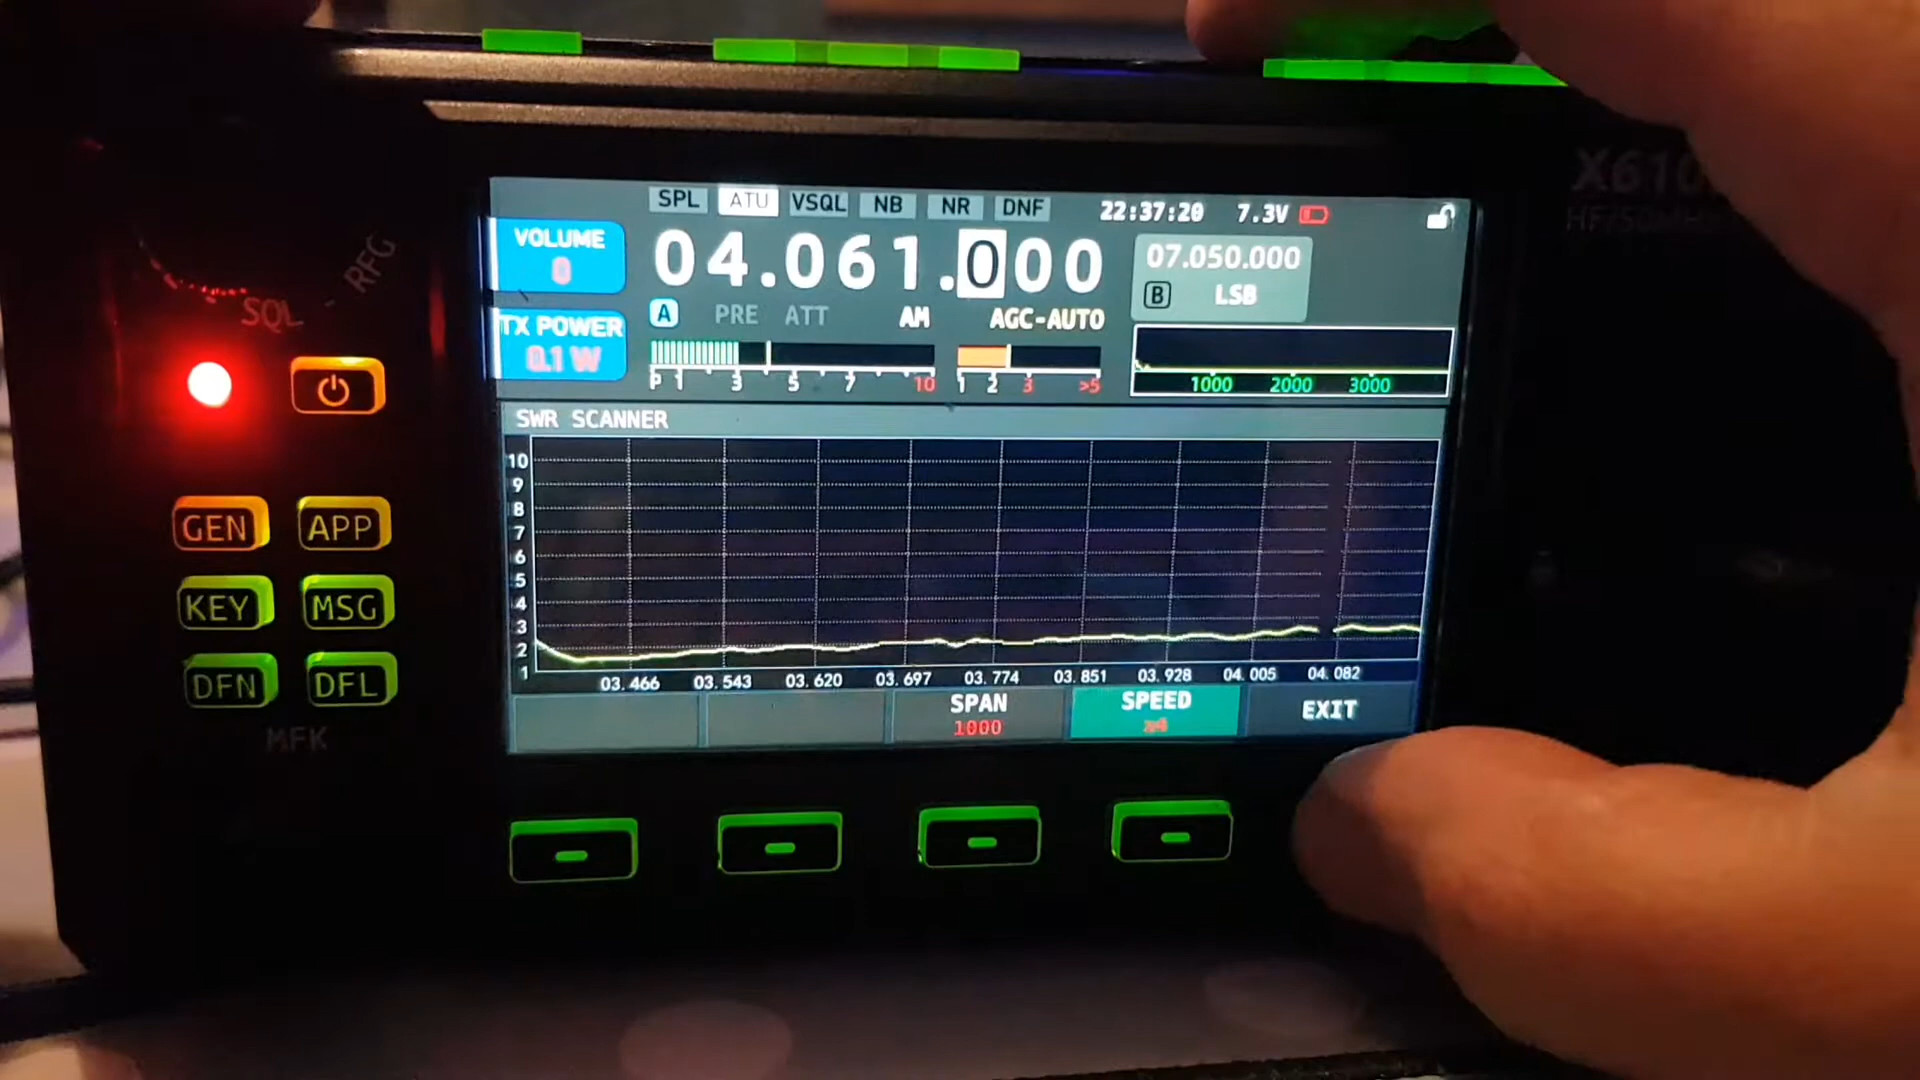 X610
HF/50MHz
SPL ATU VSQL NB NR DNF 22:37:20 7.3V
VOLUME
0
04.061.000
07.050.000
B LSB
A PRE ATT AM AGC-AUTO
TX POWER
0.1 W
P 1 3 5 7 10 1 2 3 >5
1000 2000 3000
SWR SCANNER
10
9
8
7
6
5
4
3
2
1
03.466 03.543 03.620 03.697 03.774 03.851 03.928 04.005 04.082
SPAN
1000
SPEED
EXIT
RFG
SQL
GEN APP
KEY MSG
DFN DFL
MFK